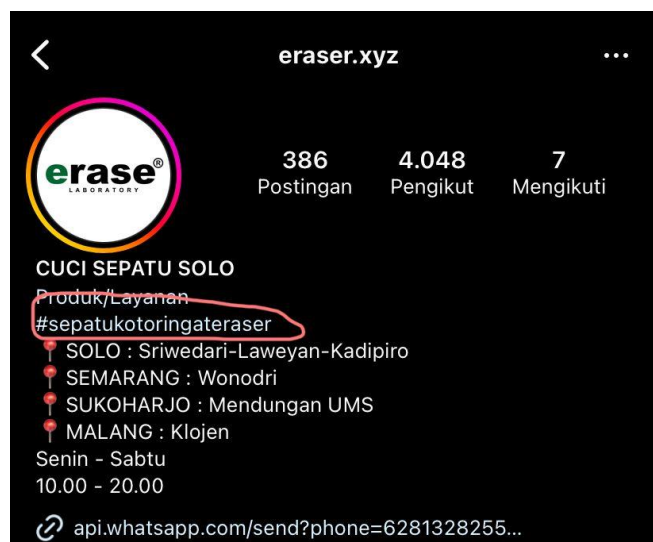 eraser.xyz
erase®
LABORATORY
386
Postingan
4.048
Pengikut
7
Mengikuti
CUCI SEPATU SOLO
Produk/Layanan
#sepatukotoringateraser
📍 SOLO : Sriwedari-Laweyan-Kadipiro
📍 SEMARANG : Wonodri
📍 SUKOHARJO : Mendungan UMS
📍 MALANG : Klojen
Senin - Sabtu
10.00 - 20.00
api.whatsapp.com/send?phone=6281328255...